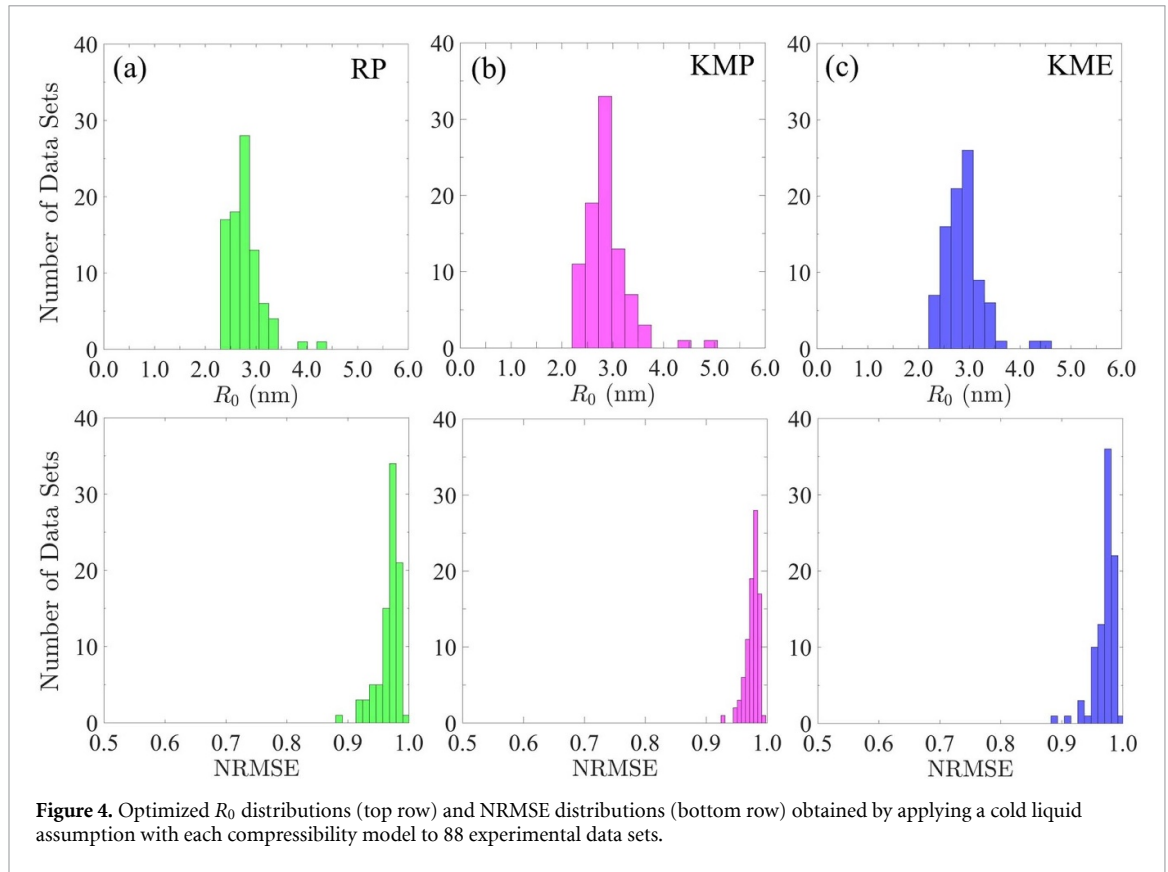 (a) RP
(b) KMP
(c) KME
Number of Data Sets
40
30
20
10
0
0.0 1.0 2.0 3.0 4.0 5.0 6.0
R₀ (nm)
40
30
20
10
0
0.0 1.0 2.0 3.0 4.0 5.0 6.0
R₀ (nm)
40
30
20
10
0
0.0 1.0 2.0 3.0 4.0 5.0 6.0
R₀ (nm)
Number of Data Sets
40
30
20
10
0
0.5 0.6 0.7 0.8 0.9 1.0
NRMSE
40
30
20
10
0
0.5 0.6 0.7 0.8 0.9 1.0
NRMSE
40
30
20
10
0
0.5 0.6 0.7 0.8 0.9 1.0
NRMSE
Figure 4. Optimized R₀ distributions (top row) and NRMSE distributions (bottom row) obtained by applying a cold liquid
assumption with each compressibility model to 88 experimental data sets.